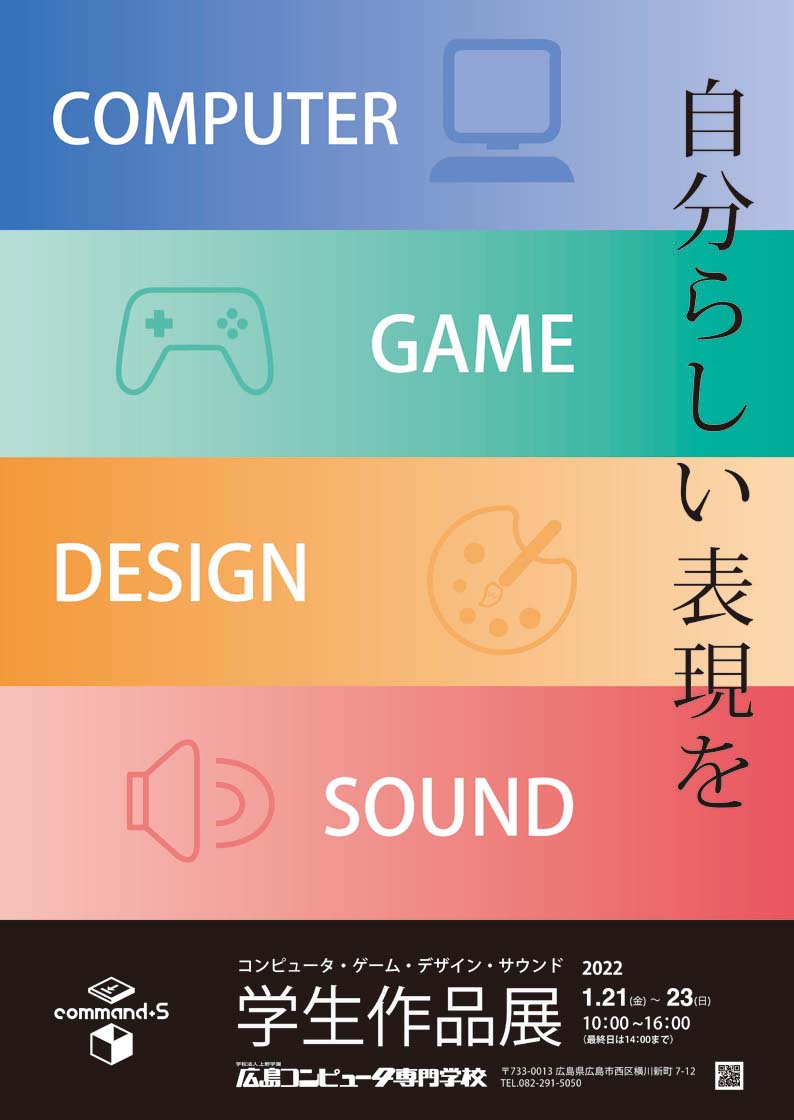 COMPUTER
GAME
DESIGN
SOUND
自分らしい表現を
コンピュータ・ゲーム・デザイン・サウンド
学生作品展
2022
1.21(金)～23(日)
10:00～16:00
(最終日は14:00まで)
command+S
学校法人上野学園
広島コンピュータ専門学校
〒733-0013 広島県広島市西区横川新町 7-12
TEL.082-291-5050